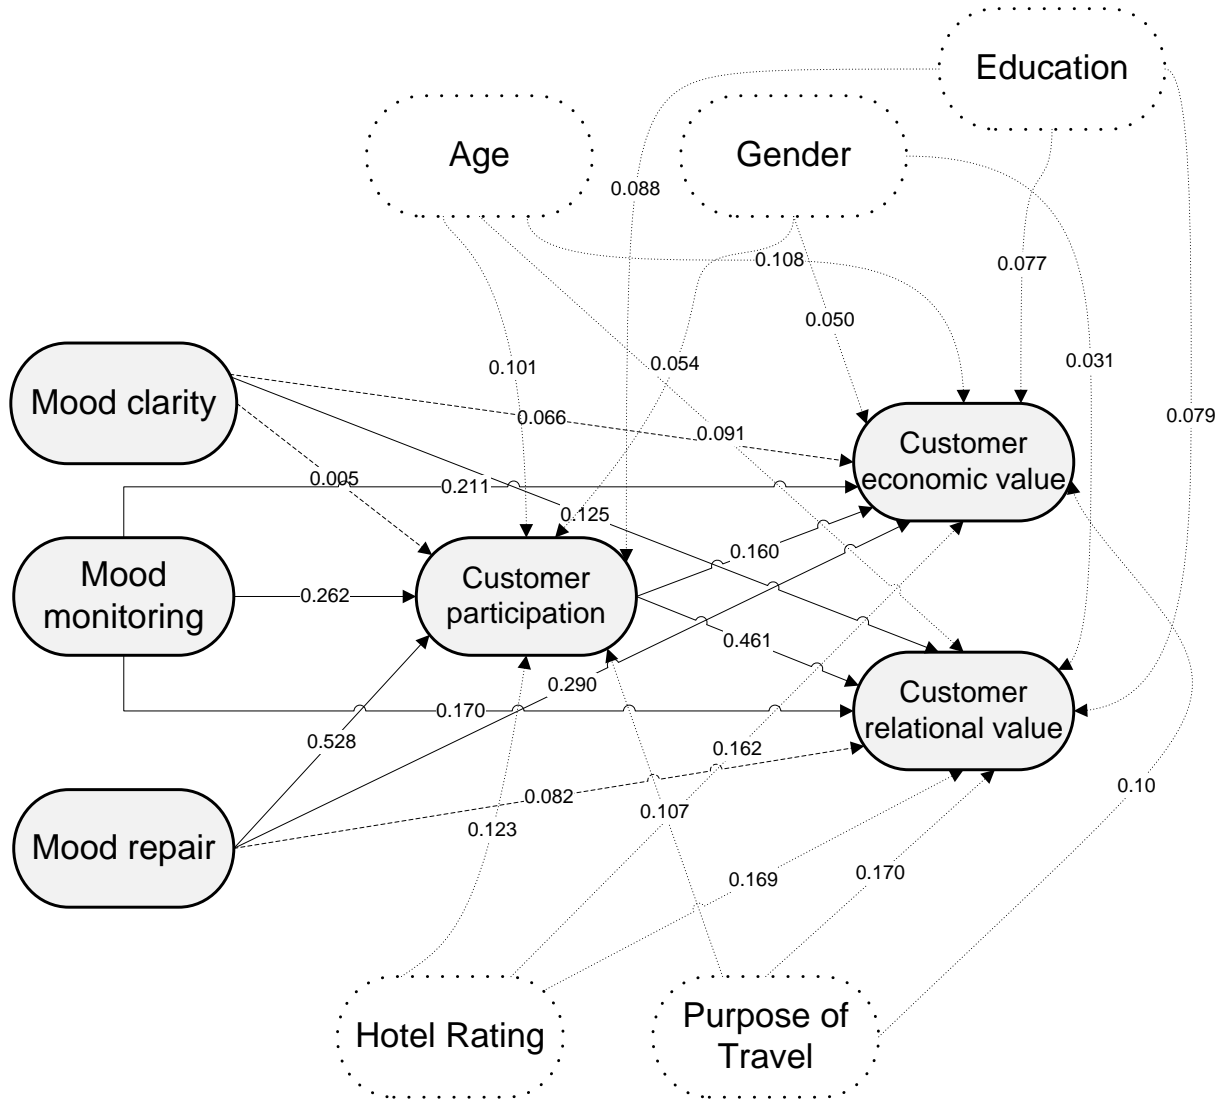 Education
Age
Gender
0.088
0.108
0.077
0.050
0.101
0.054
0.031
Mood clarity
0.066
0.091
0.079
Customer
economic value
0.005
0.211
0.125
0.160
Mood
monitoring
0.262
Customer
participation
0.461
0.290
0.170
Customer
relational value
0.528
0.162
0.082
0.107
0.10
0.123
Mood repair
0.169
0.170
Hotel Rating
Purpose of
Travel